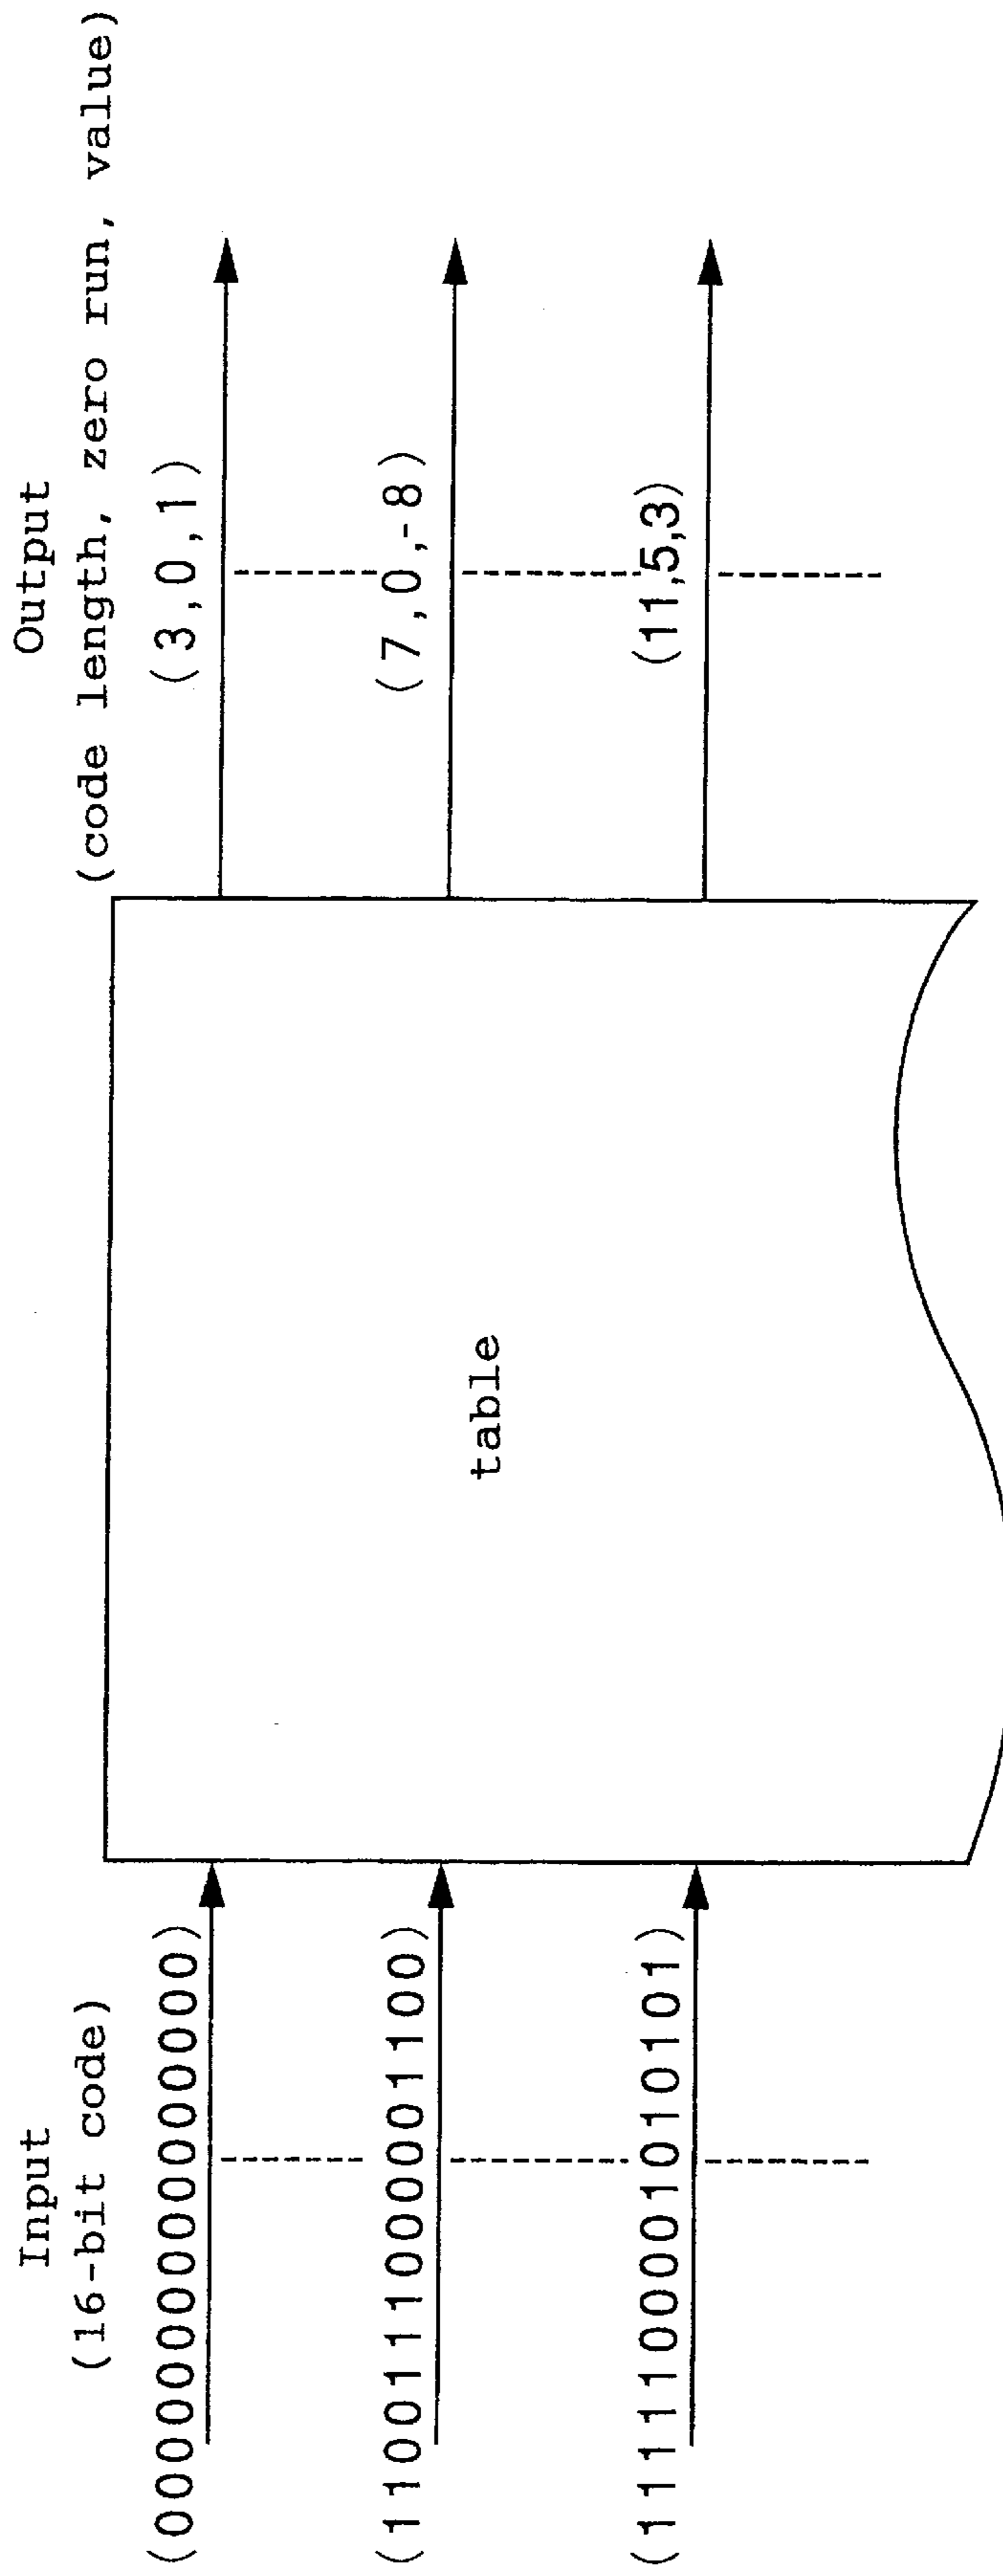 Input
(16-bit code)
Output
(code length, zero run, value)
(0000000000000000)
(3,0,1)
(1100111000001100)
(7,0,-8)
table
(1111100001010101)
(11,5,3)